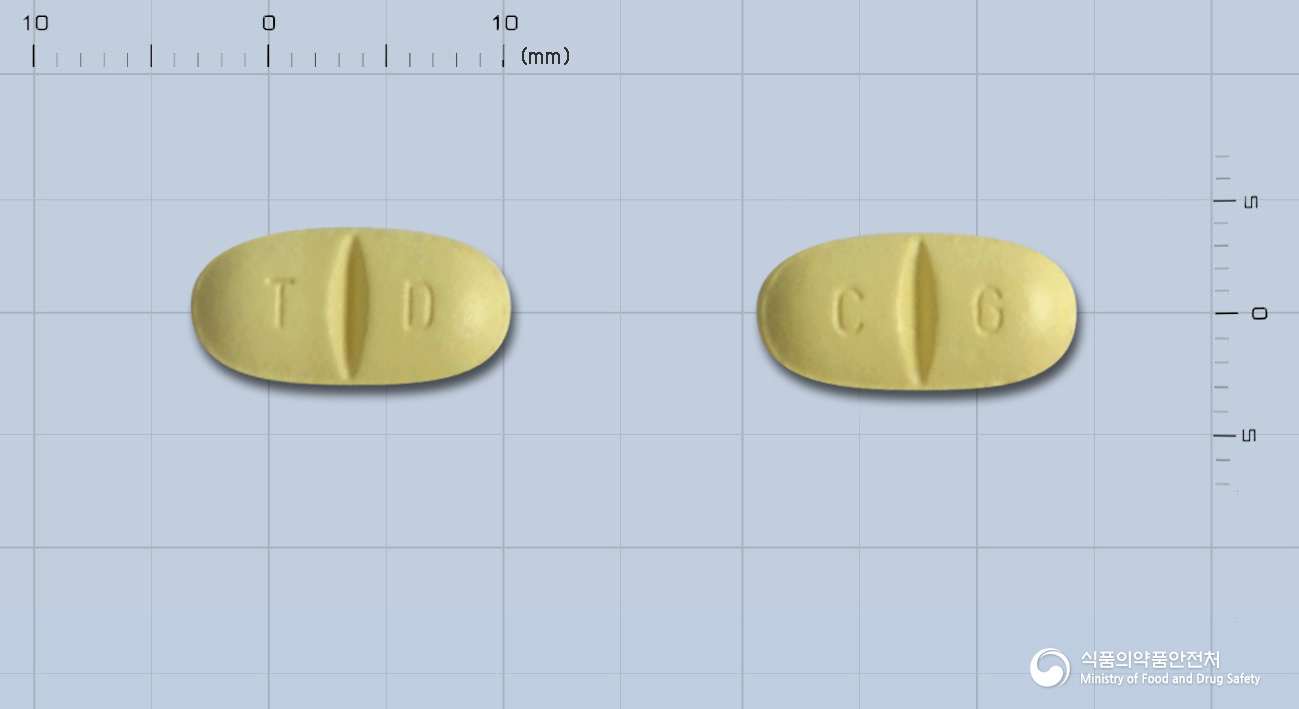 10 0 10
(mm)
5
0
5
T D
C G
식품의약품안전처
Ministry of Food and Drug Safety